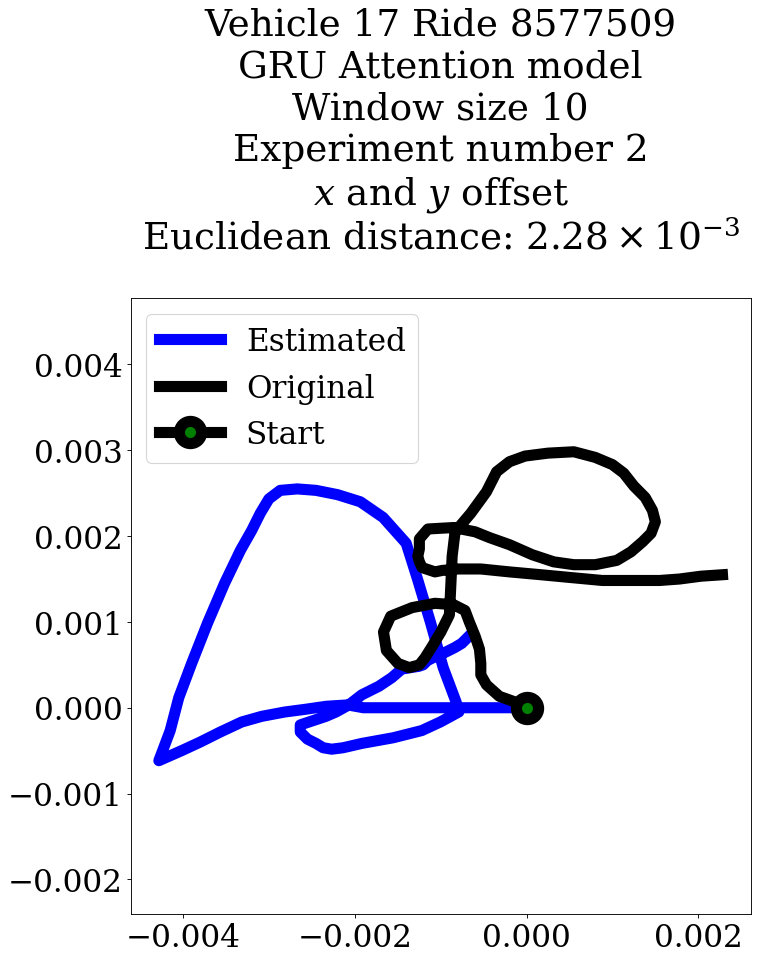 Vehicle 17 Ride 8577509
GRU Attention model
Window size 10
Experiment number 2
x and y offset
Euclidean distance: 2.28 × 10⁻³
Estimated
Original
Start
0.004
0.003
0.002
0.001
0.000
−0.001
−0.002
−0.004 −0.002 0.000 0.002